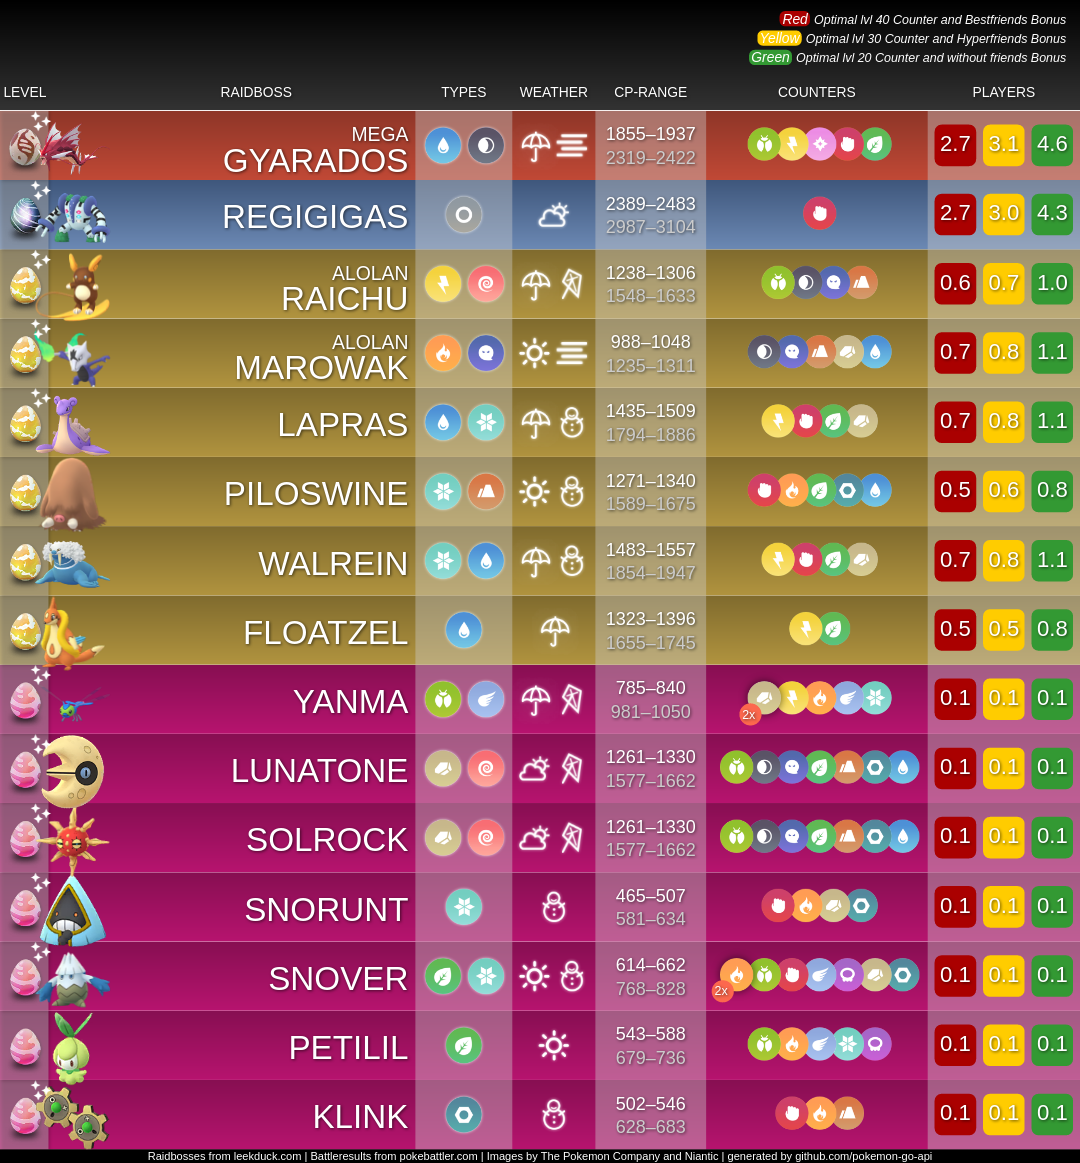 Red Optimal lvl 40 Counter and Bestfriends Bonus
Yellow Optimal lvl 30 Counter and Hyperfriends Bonus
Green Optimal lvl 20 Counter and without friends Bonus
LEVEL RAIDBOSS TYPES WEATHER CP-RANGE COUNTERS PLAYERS
MEGA
GYARADOS
1855–1937
2319–2422
2.7 3.1 4.6
REGIGIGAS
2389–2483
2987–3104
2.7 3.0 4.3
ALOLAN
RAICHU
1238–1306
1548–1633
0.6 0.7 1.0
ALOLAN
MAROWAK
988–1048
1235–1311
0.7 0.8 1.1
LAPRAS
1435–1509
1794–1886
0.7 0.8 1.1
PILOSWINE
1271–1340
1589–1675
0.5 0.6 0.8
WALREIN
1483–1557
1854–1947
0.7 0.8 1.1
FLOATZEL
1323–1396
1655–1745
0.5 0.5 0.8
YANMA
785–840
981–1050
2x
0.1 0.1 0.1
LUNATONE
1261–1330
1577–1662
0.1 0.1 0.1
SOLROCK
1261–1330
1577–1662
0.1 0.1 0.1
SNORUNT
465–507
581–634
0.1 0.1 0.1
SNOVER
614–662
768–828
2x
0.1 0.1 0.1
PETILIL
543–588
679–736
0.1 0.1 0.1
KLINK
502–546
628–683
0.1 0.1 0.1
Raidbosses from leekduck.com | Battleresults from pokebattler.com | Images by The Pokemon Company and Niantic | generated by github.com/pokemon-go-api